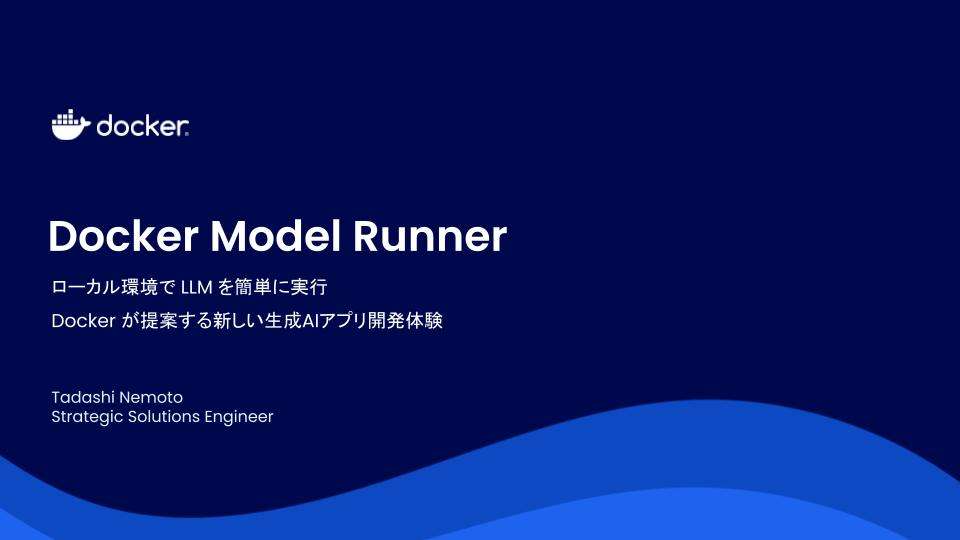 docker
Docker Model Runner
ローカル環境で LLM を簡単に実行
Docker が提案する新しい生成AIアプリ開発体験
Tadashi Nemoto
Strategic Solutions Engineer